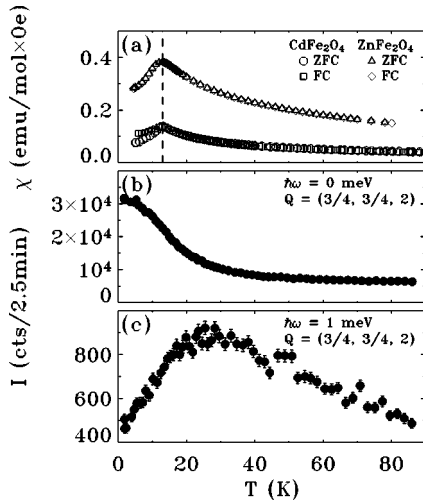 (a)
CdFe₂O₄ ZnFe₂O₄
○ ZFC △ ZFC
□ FC ◇ FC
0.4
0.2
0.0
χ (emu/mol×Oe)
(b)
ħω = 0 meV
Q = (3/4, 3/4, 2)
3×10⁴
2×10⁴
10⁴
0
I (cts/2.5min)
(c)
ħω = 1 meV
Q = (3/4, 3/4, 2)
800
600
400
0 20 40 60 80
T (K)